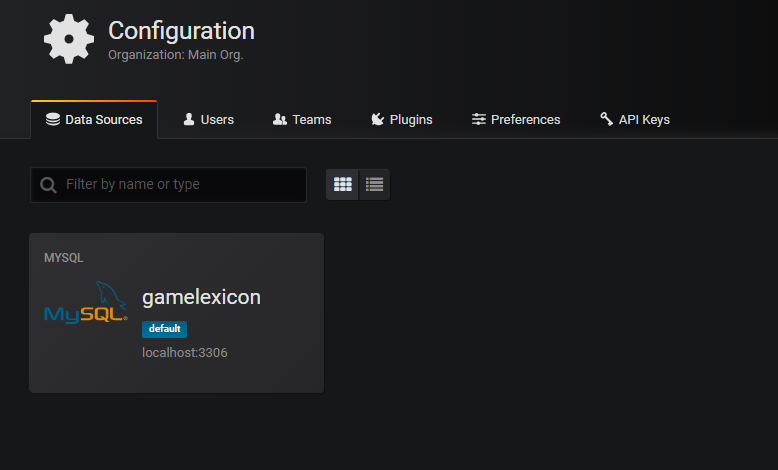 Configuration
Organization: Main Org.
Data Sources
Users
Teams
Plugins
Preferences
API Keys
Filter by name or type
MYSQL
MySQL®
gamelexicon
default
localhost:3306